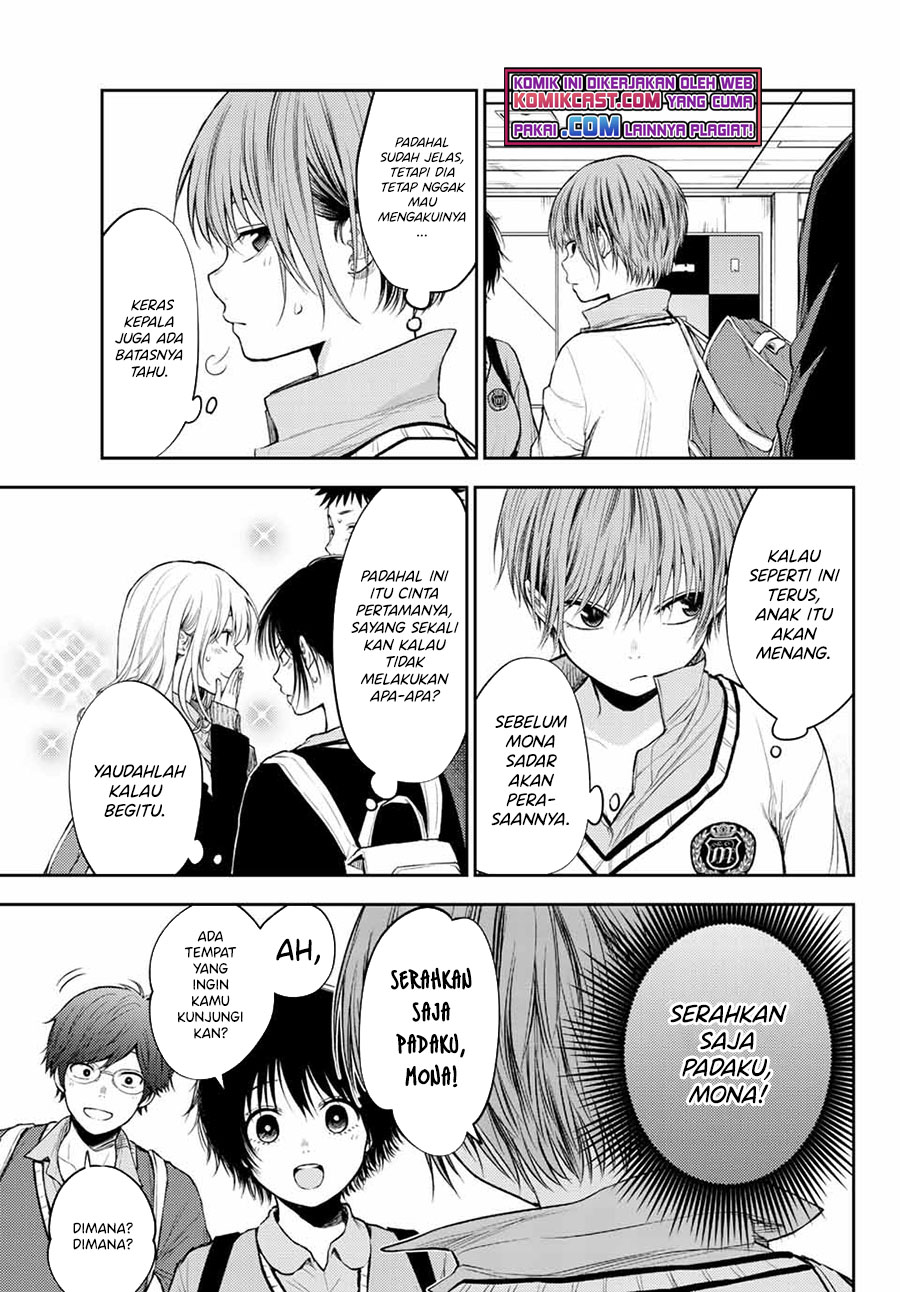 KOMIK INI DIKERJAKAN OLEH WEB
KOMIKCAST.COM YANG CUMA
PAKAI .COM LAINNYA PLAGIAT!
PADAHAL
SUDAH JELAS,
TETAPI DIA
TETAP NGGAK
MAU
MENGAKUINYA
...
KERAS
KEPALA
JUGA ADA
BATASNYA
TAHU.
KALAU
SEPERTI INI
TERUS,
ANAK ITU
AKAN
MENANG.
SEBELUM
MONA
SADAR
AKAN
PERA-
SAANNYA.
m
PADAHAL INI
ITU CINTA
PERTAMANYA,
SAYANG SEKALI
KAN KALAU
TIDAK
MELAKUKAN
APA-APA?
YAUDAHLAH
KALAU
BEGITU.
SERAHKAN
SAJA
PADAKU,
MONA!
SERAHKAN
SAJA
PADAKU,
MONA!
AH,
ADA
TEMPAT
YANG
INGIN
KAMU
KUNJUNGI
KAN?
DIMANA?
DIMANA?